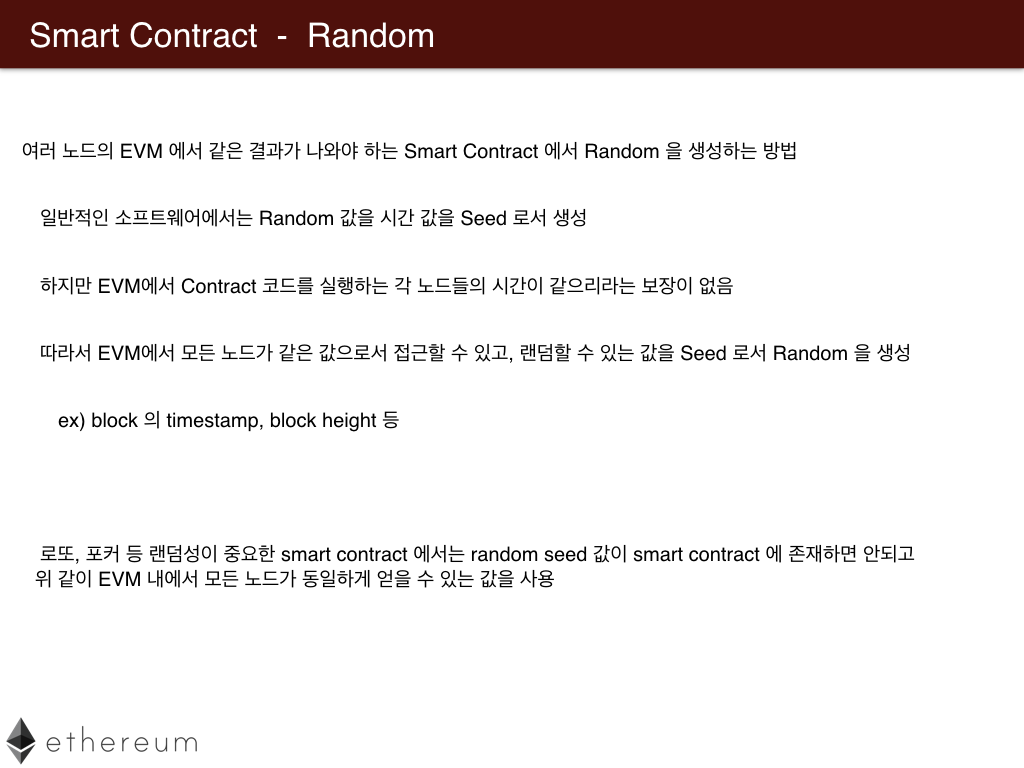 Smart Contract - Random
여러 노드의 EVM 에서 같은 결과가 나와야 하는 Smart Contract 에서 Random 을 생성하는 방법
일반적인 소프트웨어에서는 Random 값을 시간 값을 Seed 로서 생성
하지만 EVM에서 Contract 코드를 실행하는 각 노드들의 시간이 같으리라는 보장이 없음
따라서 EVM에서 모든 노드가 같은 값으로서 접근할 수 있고, 랜덤할 수 있는 값을 Seed 로서 Random 을 생성
ex) block 의 timestamp, block height 등
로또, 포커 등 랜덤성이 중요한 smart contract 에서는 random seed 값이 smart contract 에 존재하면 안되고
위 같이 EVM 내에서 모든 노드가 동일하게 얻을 수 있는 값을 사용
ethereum